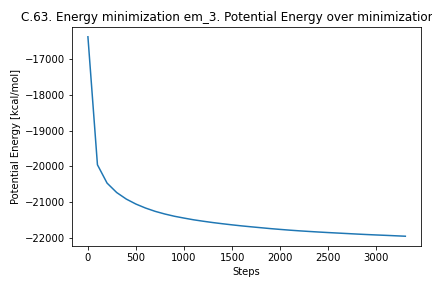 C.63. Energy minimization em_3. Potential Energy over minimization
Potential Energy [kcal/mol]
−17000
−18000
−19000
−20000
−21000
−22000
0 500 1000 1500 2000 2500 3000
Steps